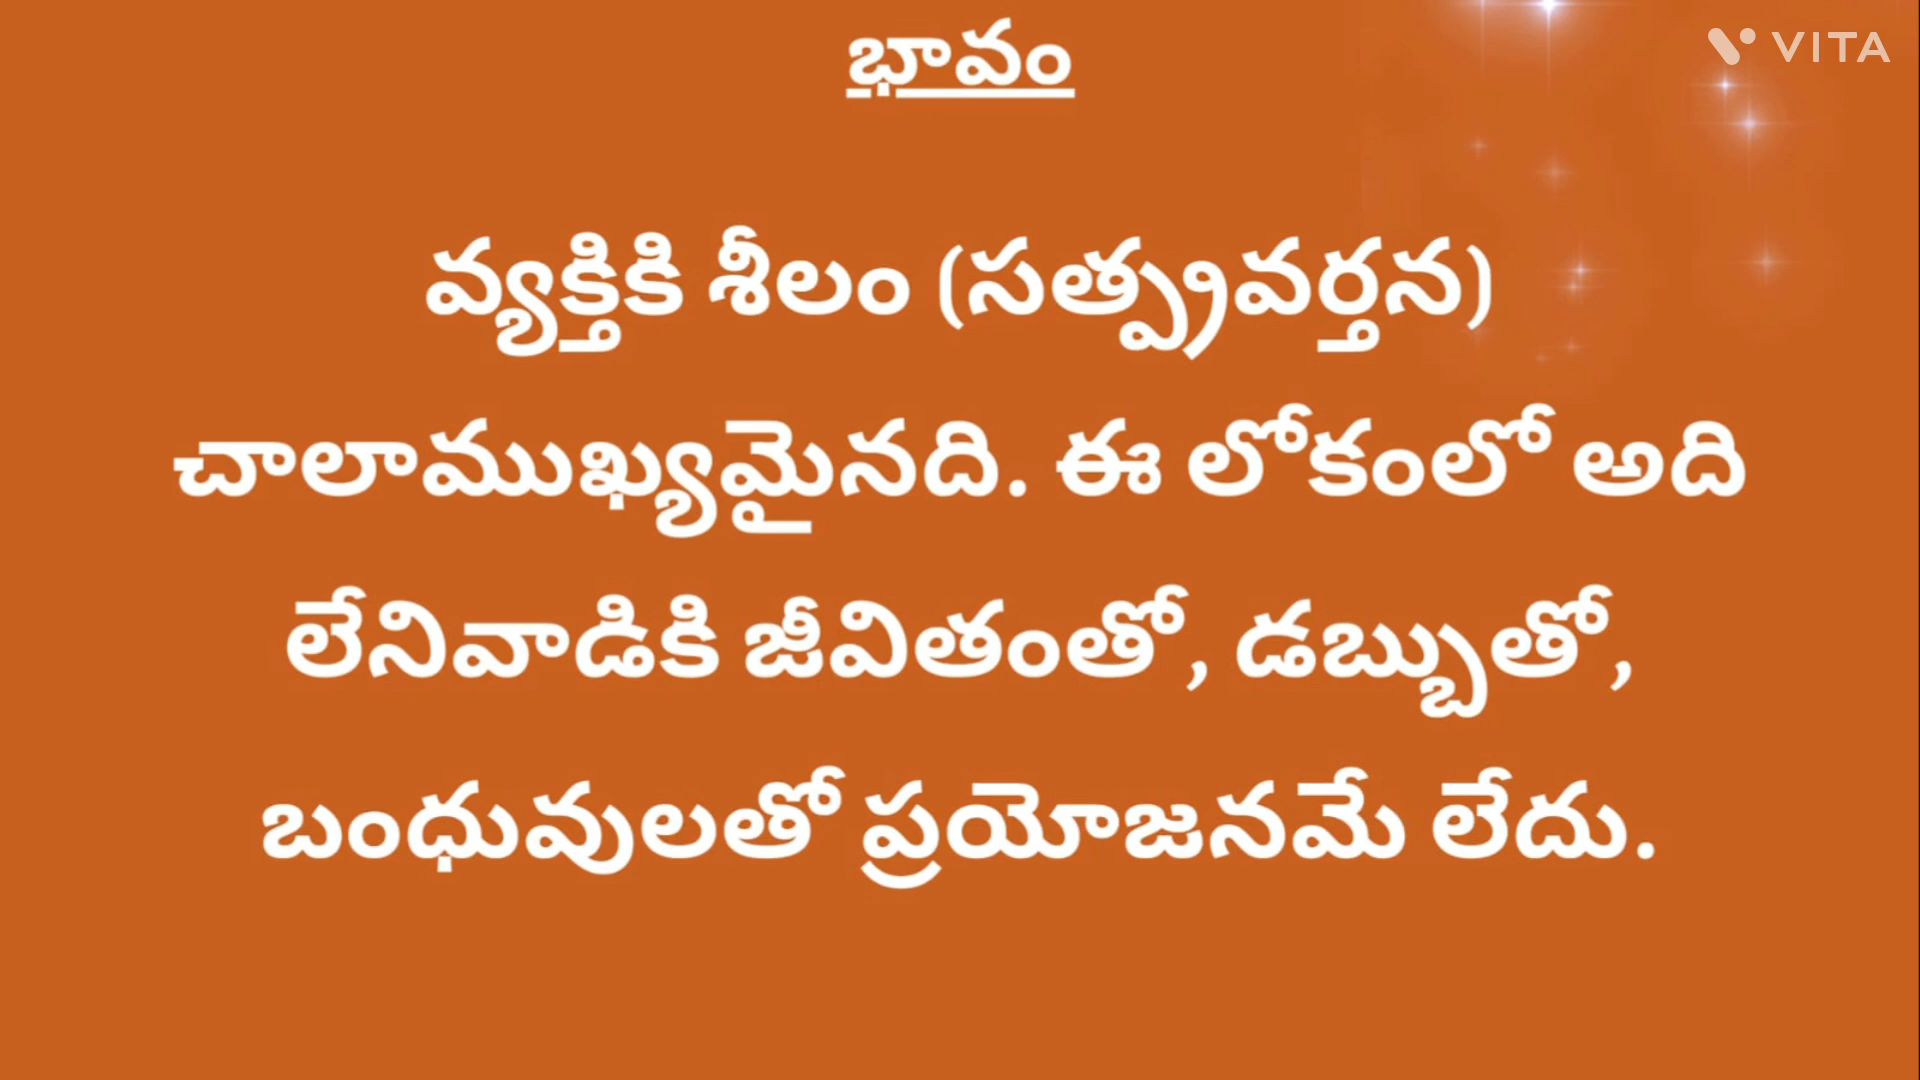 భావం
VITA
వ్యక్తికి శీలం (సత్ప్రవర్తన)
చాలాముఖ్యమైనది. ఈ లోకంలో అది
లేనివాడికి జీవితంతో, డబ్బుతో,
బంధువులతో ప్రయోజనమే లేదు.